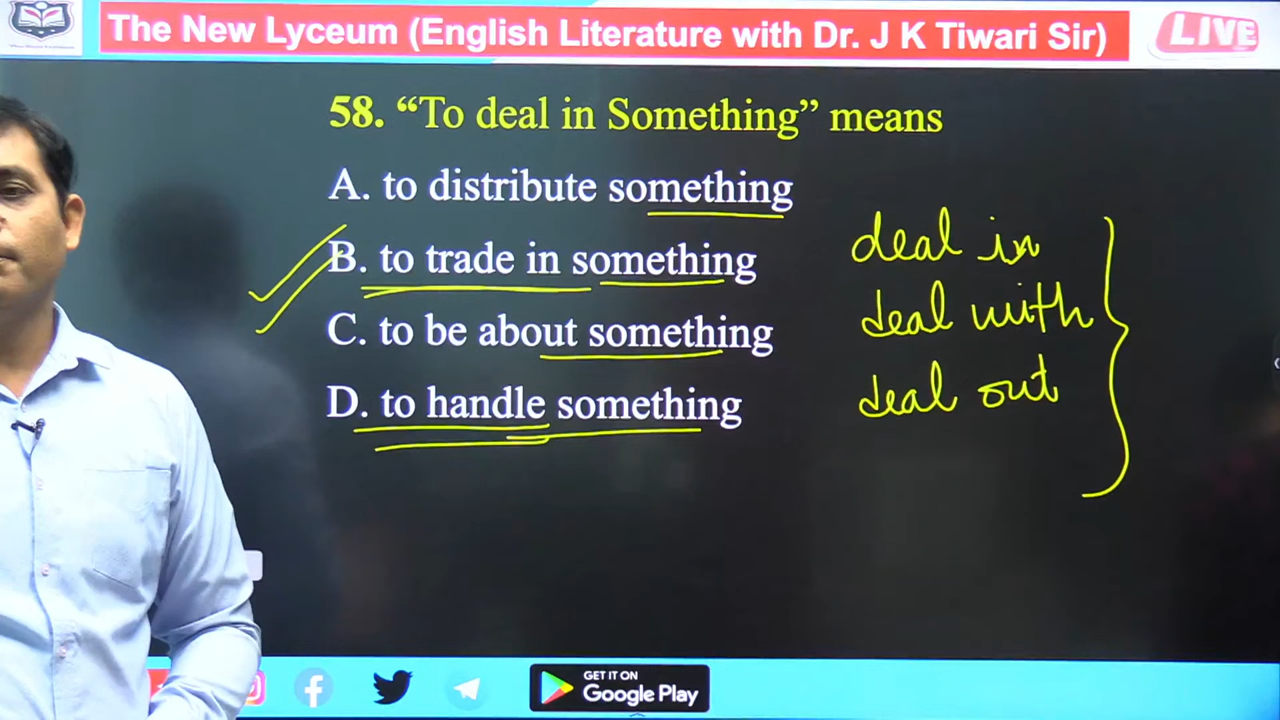 The New Lyceum (English Literature with Dr. J K Tiwari Sir)
LIVE
58. “To deal in Something” means
A. to distribute something
B. to trade in something
C. to be about something
D. to handle something
deal in
deal with
deal out
GET IT ON
Google Play